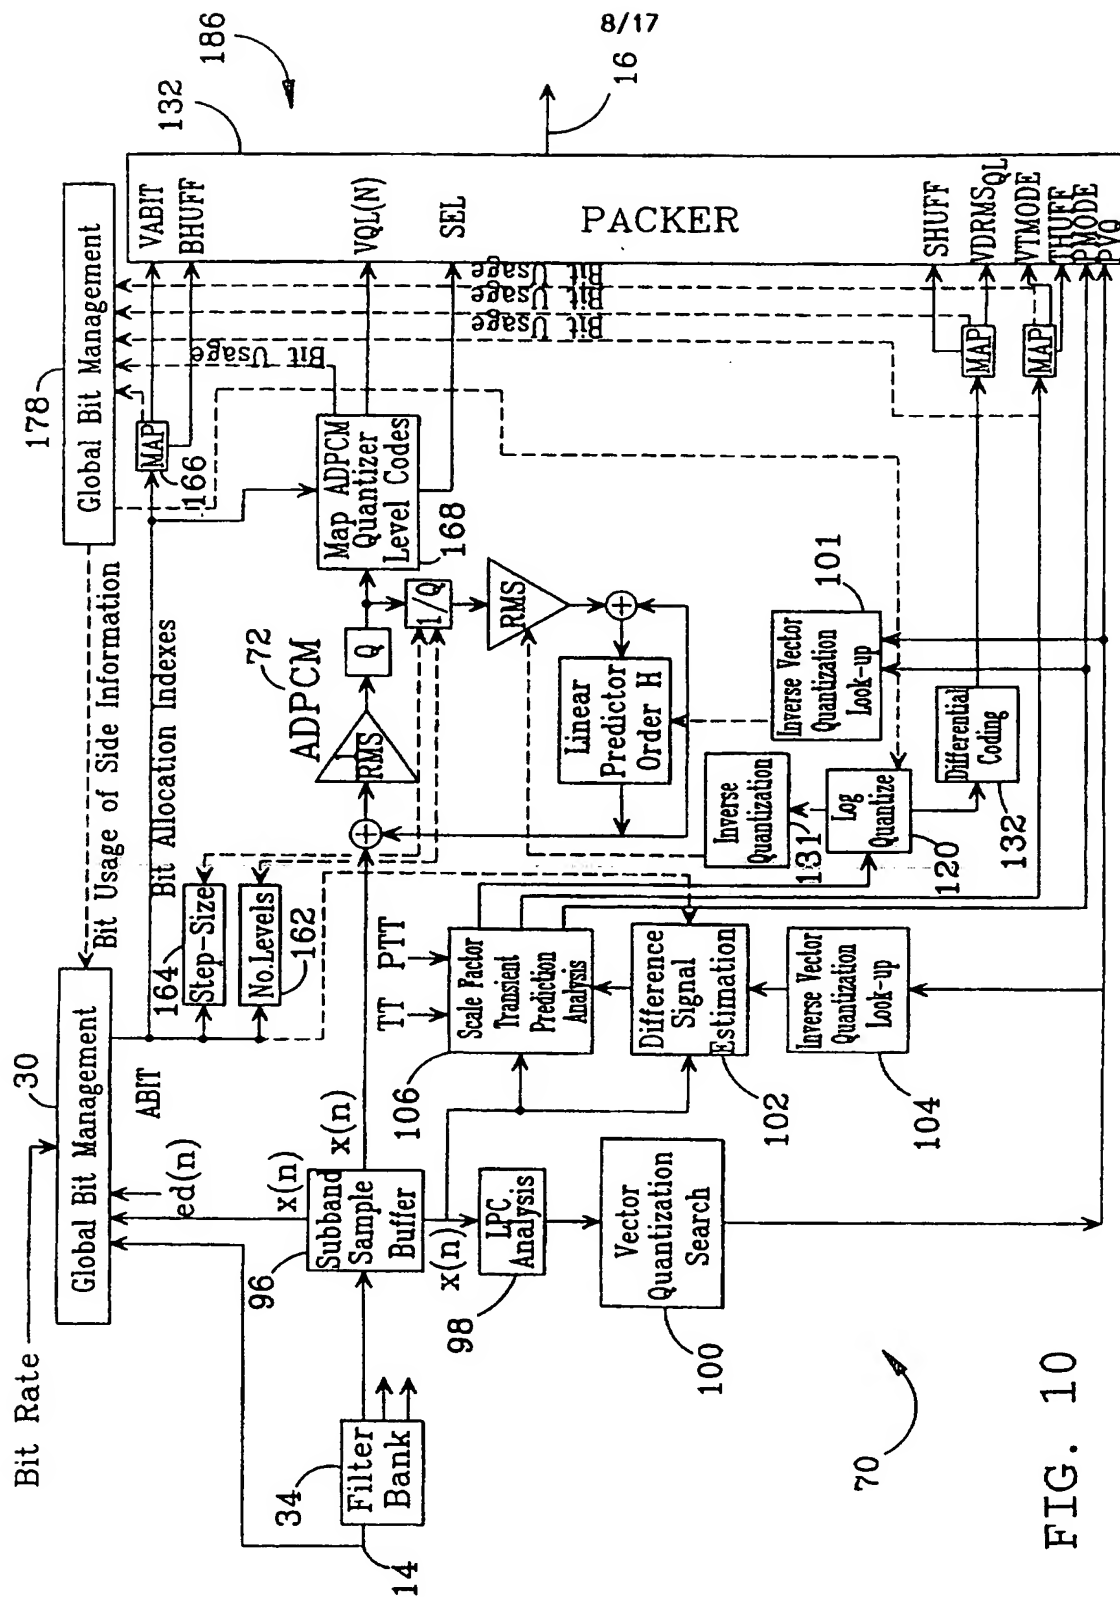 8/17
Bit Rate
30
Global Bit Management
ABIT
ed(n)
x(n)
x(n)
x(n)
178
Global Bit Management
Bit Usage of Side Information
Bit Allocation Indexes
14
34
Filter
Bank
96
Subband
Sample
Buffer
98
LPC
Analysis
100
Vector
Quantization
Search
164
Step-Size
No.Levels
162
TT
PTT
106
Scale Factor
Transient
Prediction
Analysis
102
Difference
Signal
Estimation
104
Inverse Vector
Quantization
Look-up
72
ADPCM
RMS
Q
1/Q
RMS
+
+
Linear
Predictor
Order H
Map ADPCM
Quantizer
Level Codes
168
MAP
166
Bit Usage
Bit Usage
Bit Usage
Bit Usage
101
Inverse Vector
Quantization
Look-up
Inverse
Quantization
131
Log
Quantize
120
Differential
Coding
132
MAP
MAP
132
186
VABIT
BHUFF
VQL(N)
SEL
PACKER
SHUFF
VDRMSQL
VTMODE
THUFF
PMODE
PVQ
16
70
FIG. 10